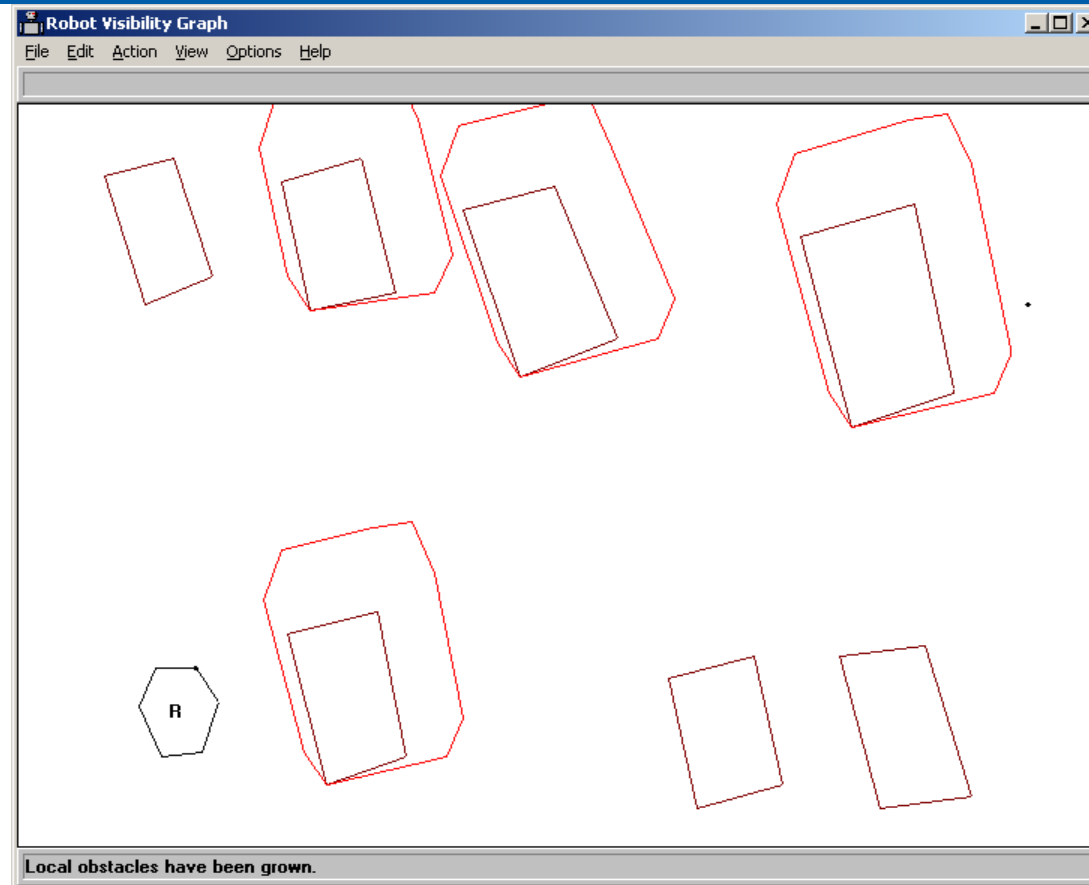 Robot Visibility Graph
File Edit Action View Options Help
R
Local obstacles have been grown.